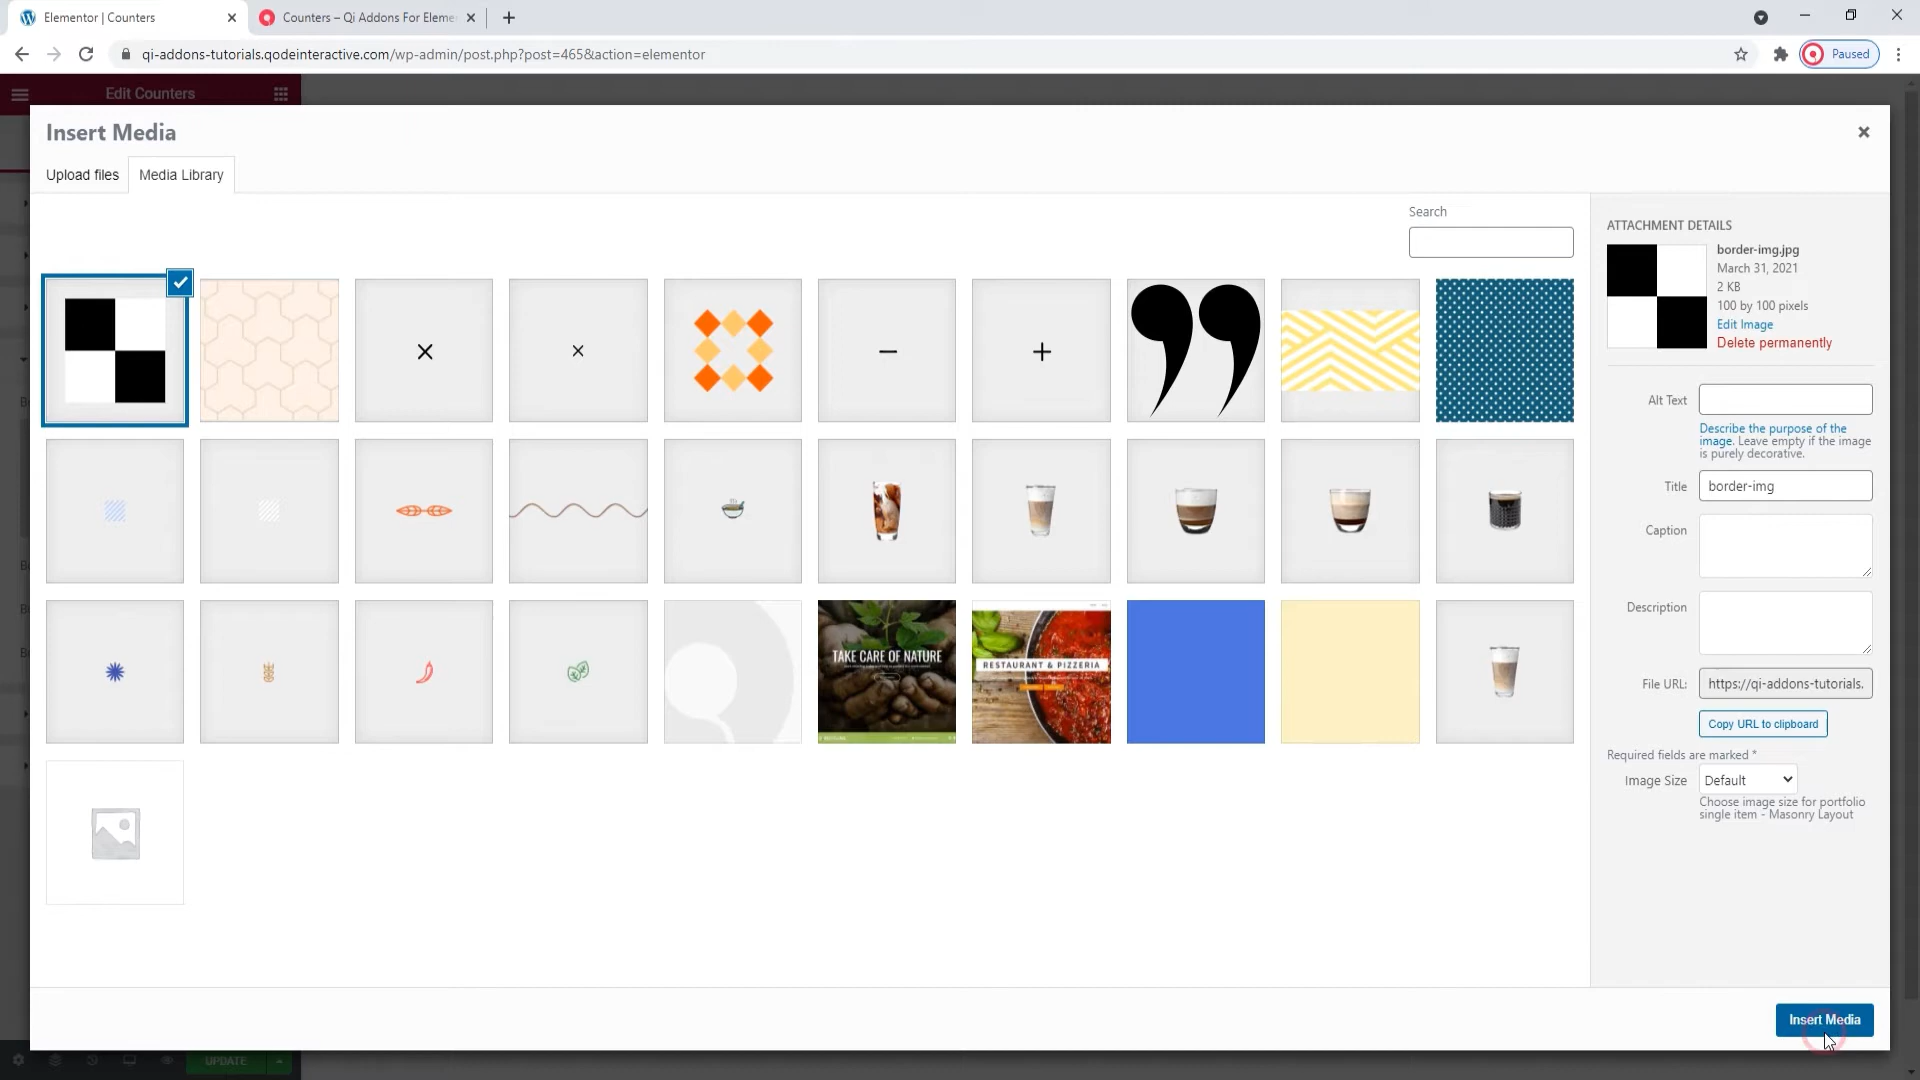 Elementor | Counters
Counters – Qi Addons For Eleme
qi-addons-tutorials.qodeinteractive.com/wp-admin/post.php?post=465&action=elementor
Paused
Edit Counters
Insert Media
Upload files
Media Library
Search
ATTACHMENT DETAILS
border-img.jpg
March 31, 2021
2 KB
100 by 100 pixels
Edit Image
Delete permanently
Alt Text
Describe the purpose of the
image. Leave empty if the image
is purely decorative.
Title
border-img
Caption
TAKE CARE OF NATURE
RESTAURANT & PIZZERIA
Description
File URL:
https://qi-addons-tutorials.
Copy URL to clipboard
Required fields are marked *
Image Size
Default
Choose image size for portfolio
single item - Masonry Layout
Insert Media
UPDATE